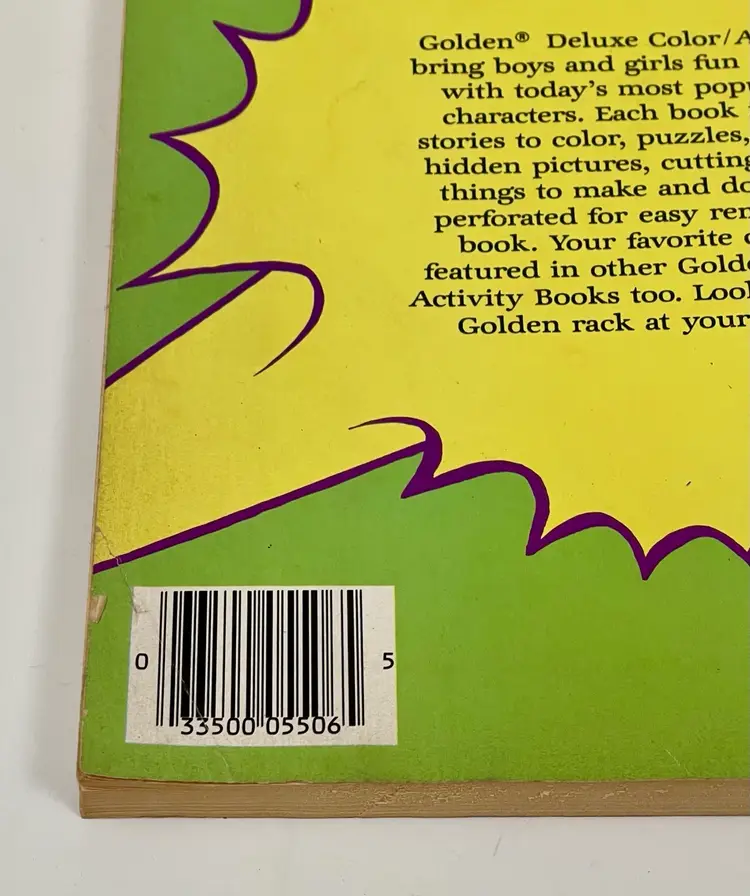 Golden® Deluxe Color/A
bring boys and girls fun
with today's most popu
characters. Each book
stories to color, puzzles,
hidden pictures, cutting
things to make and do
perforated for easy rem
book. Your favorite c
featured in other Golde
Activity Books too. Look
Golden rack at your
0 33500 05506 5